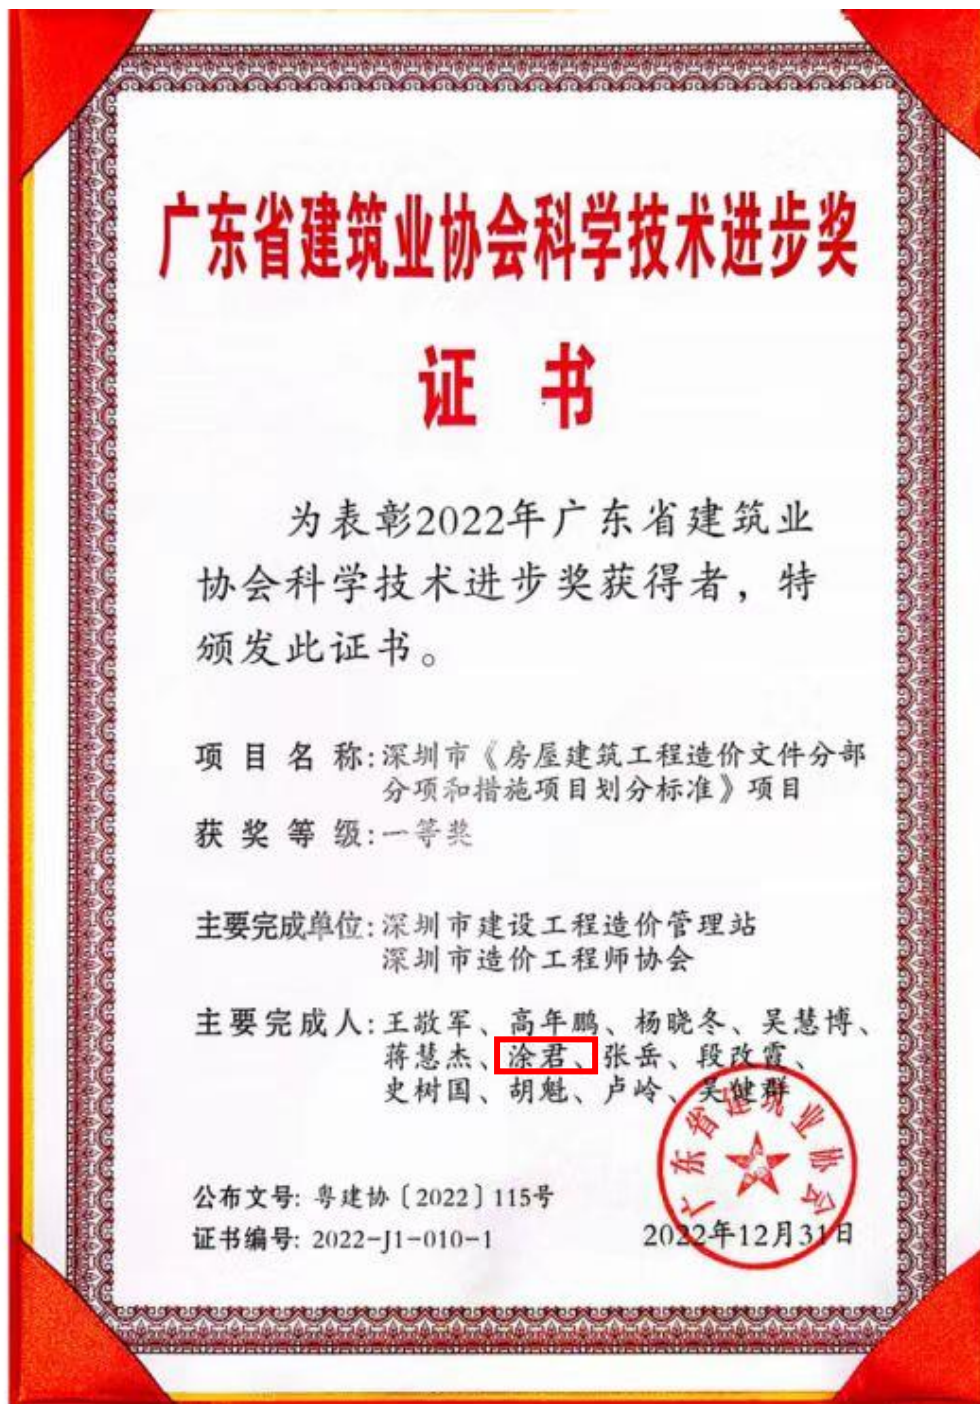 广东省建筑业协会科学技术进步奖
证书
为表彰2022年广东省建筑业
协会科学技术进步奖获得者，特
颁发此证书。
项目名称:深圳市《房屋建筑工程造价文件分部
分项和措施项目划分标准》项目
获奖等级:一等奖
主要完成单位:深圳市建设工程造价管理站
深圳市造价工程师协会
主要完成人:王敬军、高年鹏、杨晓冬、吴慧博、
蒋慧杰、涂君、张岳、段改霞、
史树国、胡魁、卢岭、吴健群
广东省建筑业协会
公布文号: 粤建协〔2022〕115号
证书编号: 2022-J1-010-1
2022年12月31日